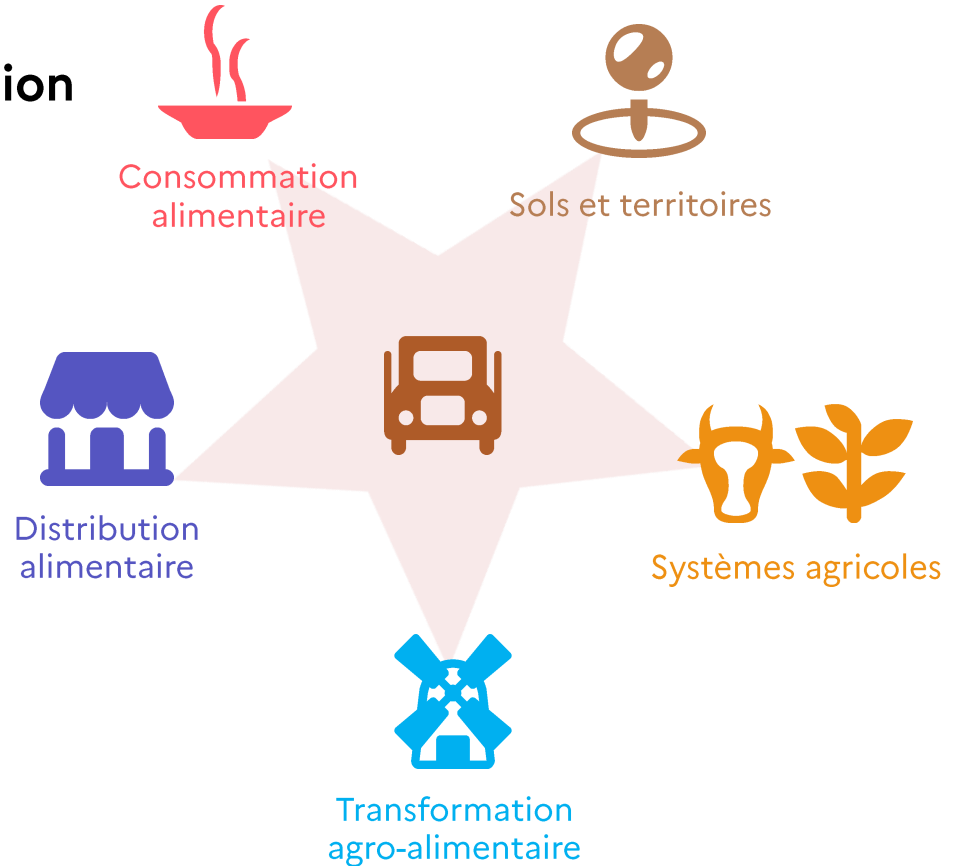 ion
Consommation
alimentaire
Sols et territoires
Distribution
alimentaire
Systèmes agricoles
Transformation
agro-alimentaire